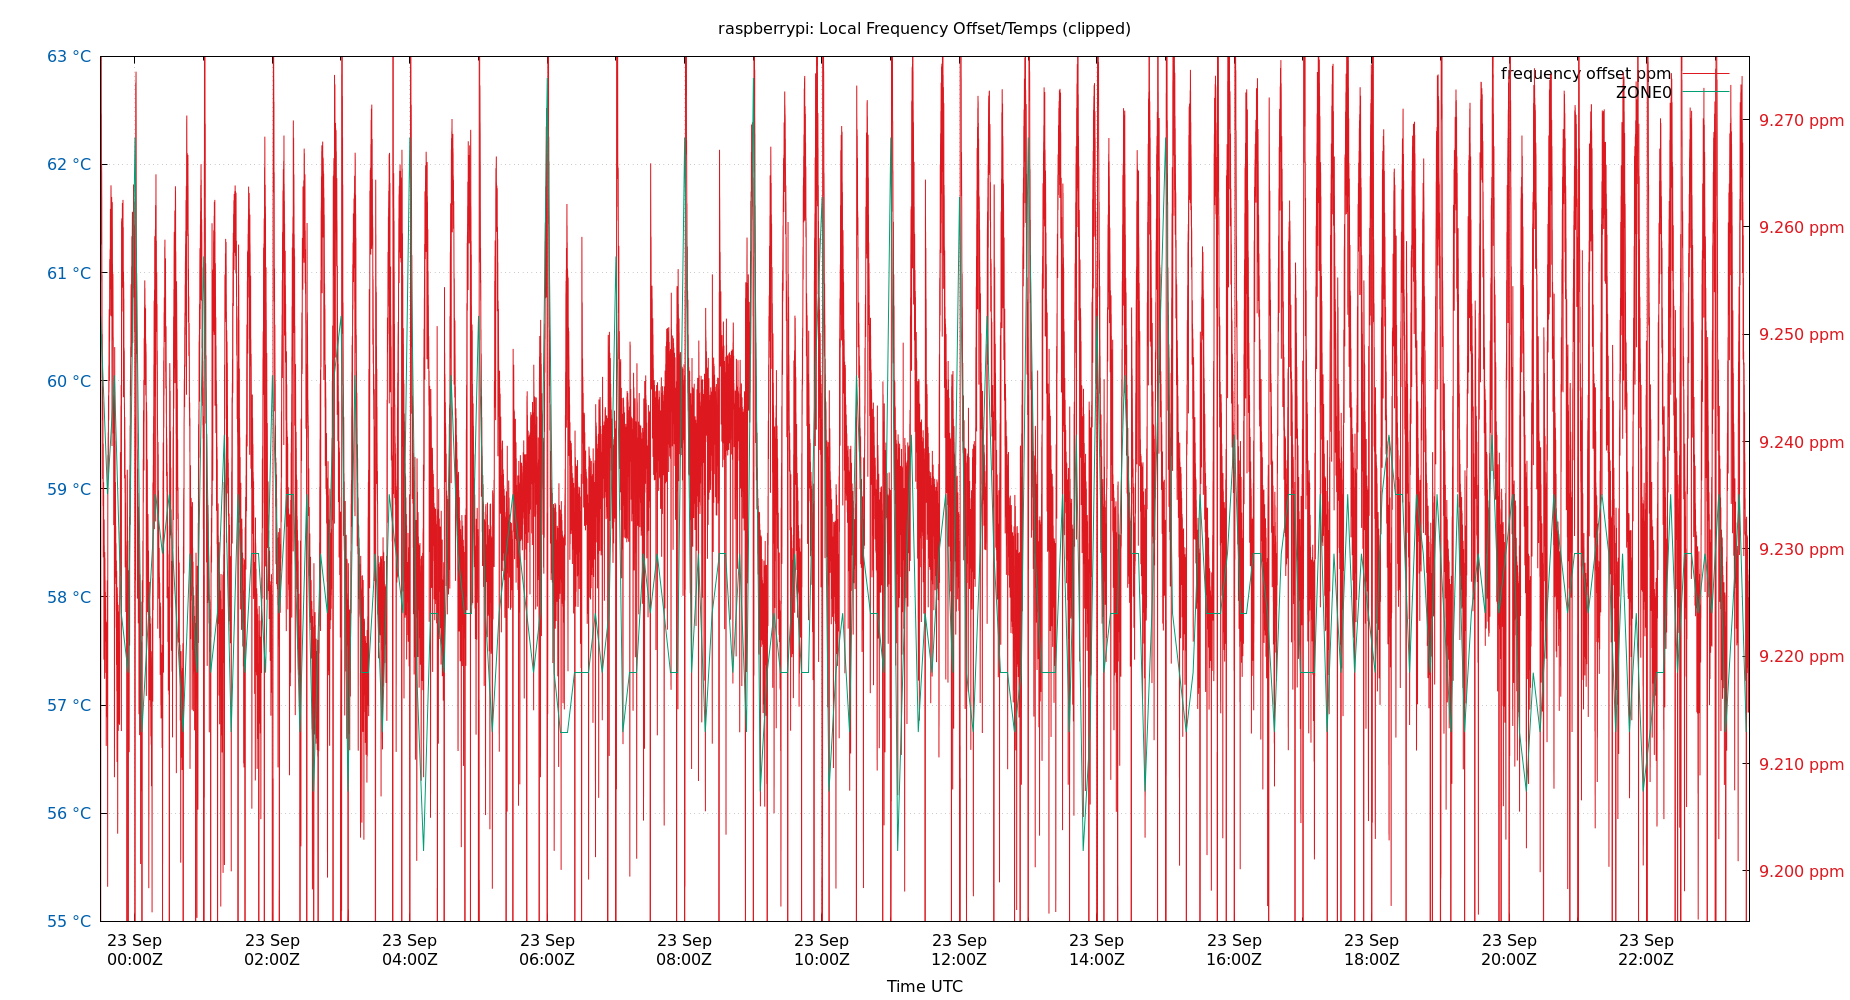 raspberrypi: Local Frequency Offset/Temps (clipped)
63 °C
62 °C
61 °C
60 °C
59 °C
58 °C
57 °C
56 °C
55 °C
frequency offset ppm
ZONE0
9.270 ppm
9.260 ppm
9.250 ppm
9.240 ppm
9.230 ppm
9.220 ppm
9.210 ppm
9.200 ppm
23 Sep 23 Sep 23 Sep 23 Sep 23 Sep 23 Sep 23 Sep 23 Sep 23 Sep 23 Sep 23 Sep 23 Sep
00:00Z 02:00Z 04:00Z 06:00Z 08:00Z 10:00Z 12:00Z 14:00Z 16:00Z 18:00Z 20:00Z 22:00Z
Time UTC